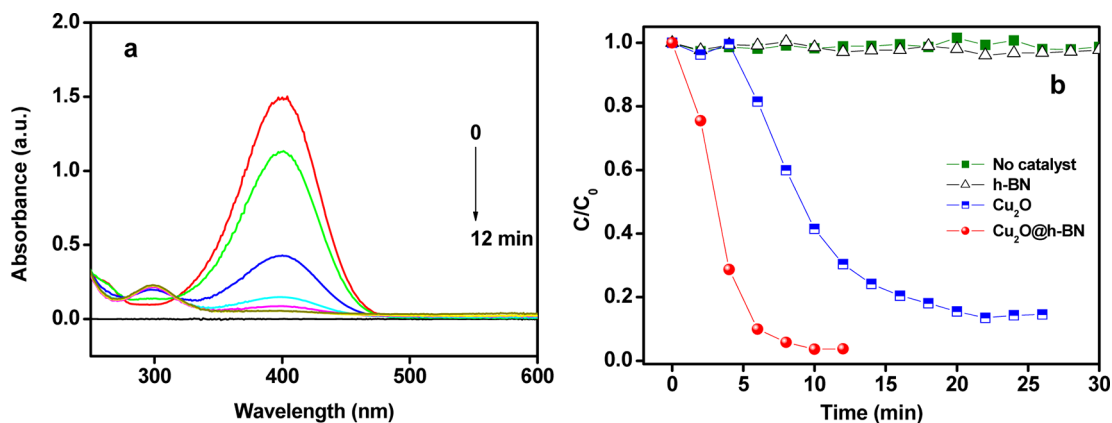 a
2.0
1.5
1.0
0.5
0.0
Absorbance (a.u.)
0
12 min
300
400
500
600
Wavelength (nm)
b
1.0
0.8
0.6
0.4
0.2
0.0
C/C₀
No catalyst
h-BN
Cu₂O
Cu₂O@h-BN
0
5
10
15
20
25
30
Time (min)